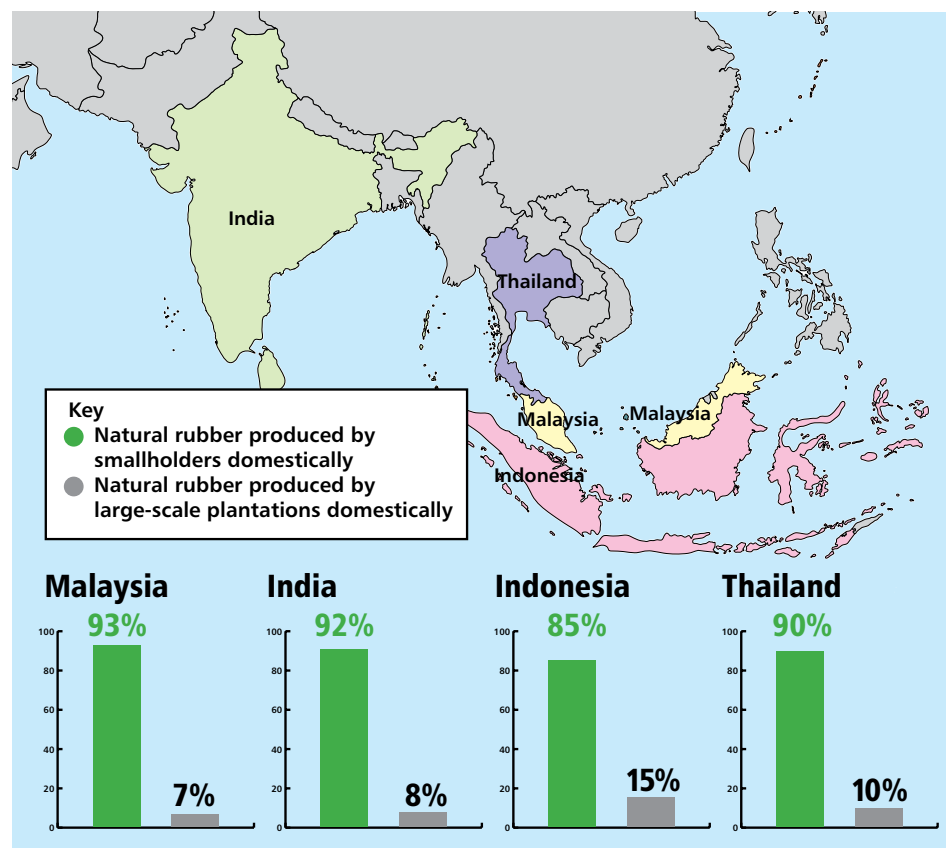 India
Thailand
Malaysia
Malaysia
Indonesia
Key
Natural rubber produced by
smallholders domestically
Natural rubber produced by
large-scale plantations domestically
Malaysia
93%
100
80
60
40
20
0
7%
India
92%
100
80
60
40
20
0
8%
Indonesia
85%
100
80
60
40
20
0
15%
Thailand
90%
100
80
60
40
20
0
10%